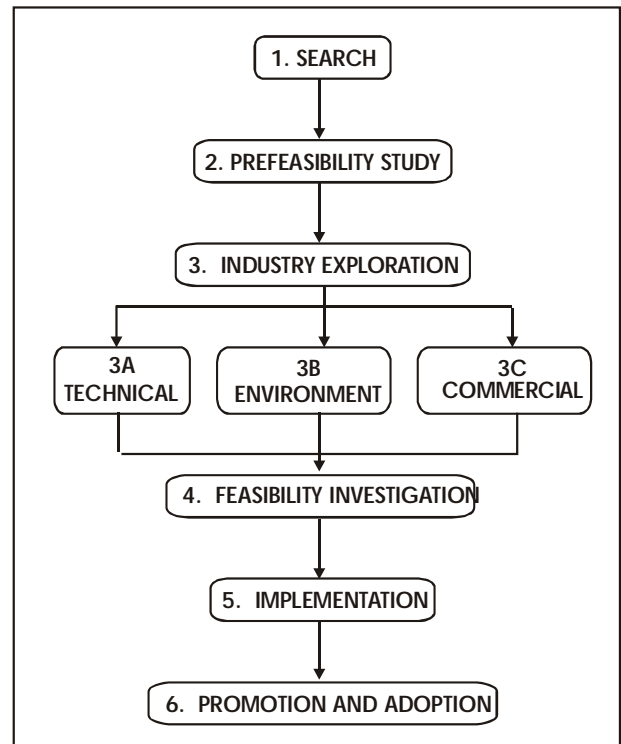 1. SEARCH
2. PREFEASIBILITY STUDY
3. INDUSTRY EXPLORATION
3A
TECHNICAL
3B
ENVIRONMENT
3C
COMMERCIAL
4. FEASIBILITY INVESTIGATION
5. IMPLEMENTATION
6. PROMOTION AND ADOPTION